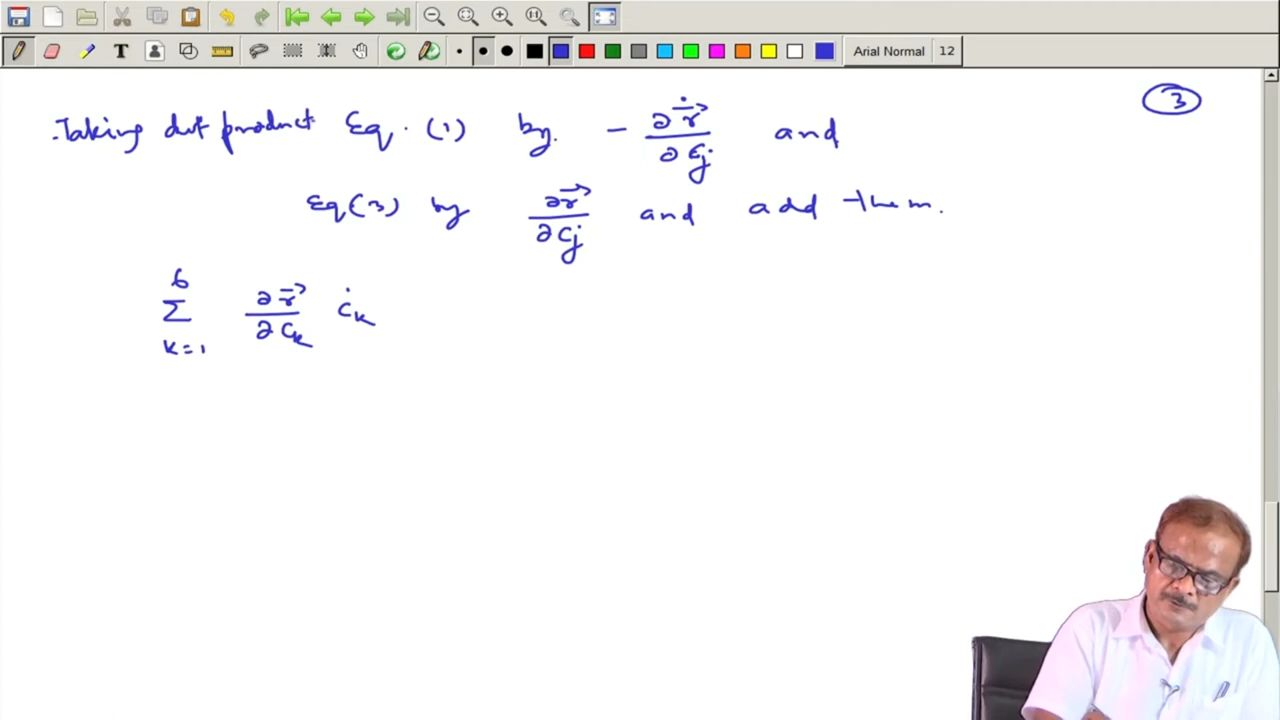 Arial Normal 12
3
Taking dot product Eq. (1) by - ∂ṙ⃗/∂Cj and
Eq (3) by ∂r⃗/∂Cj and add them.
6
Σ ∂r⃗/∂Ck Ċk
k=1